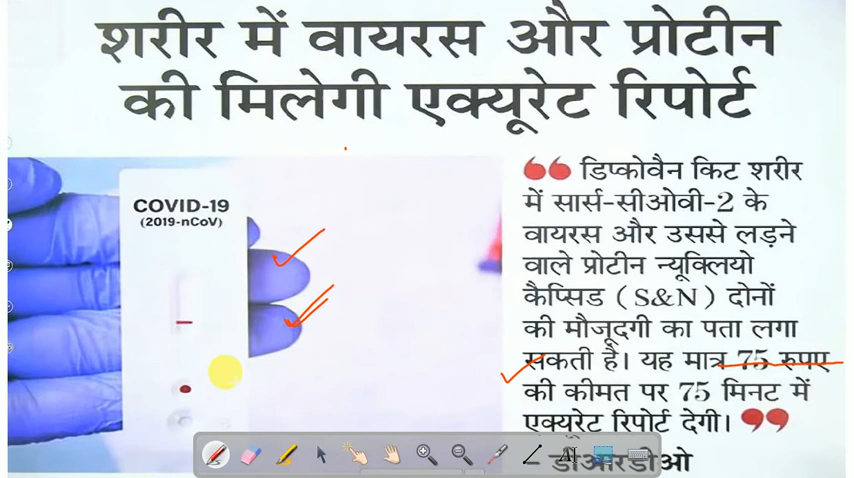 शरीर में वायरस और प्रोटीन
की मिलेगी एक्यूरेट रिपोर्ट
COVID-19
(2019-nCoV)
❝ डिप्कोवैन किट शरीर
में सार्स-सीओवी-2 के
वायरस और उससे लड़ने
वाले प्रोटीन न्यूक्लियो
कैप्सिड (S&N) दोनों
की मौजूदगी का पता लगा
सकती है। यह मात्र 75 रुपए
की कीमत पर 75 मिनट में
एक्यूरेट रिपोर्ट देगी। ❞
- डीआरडीओ